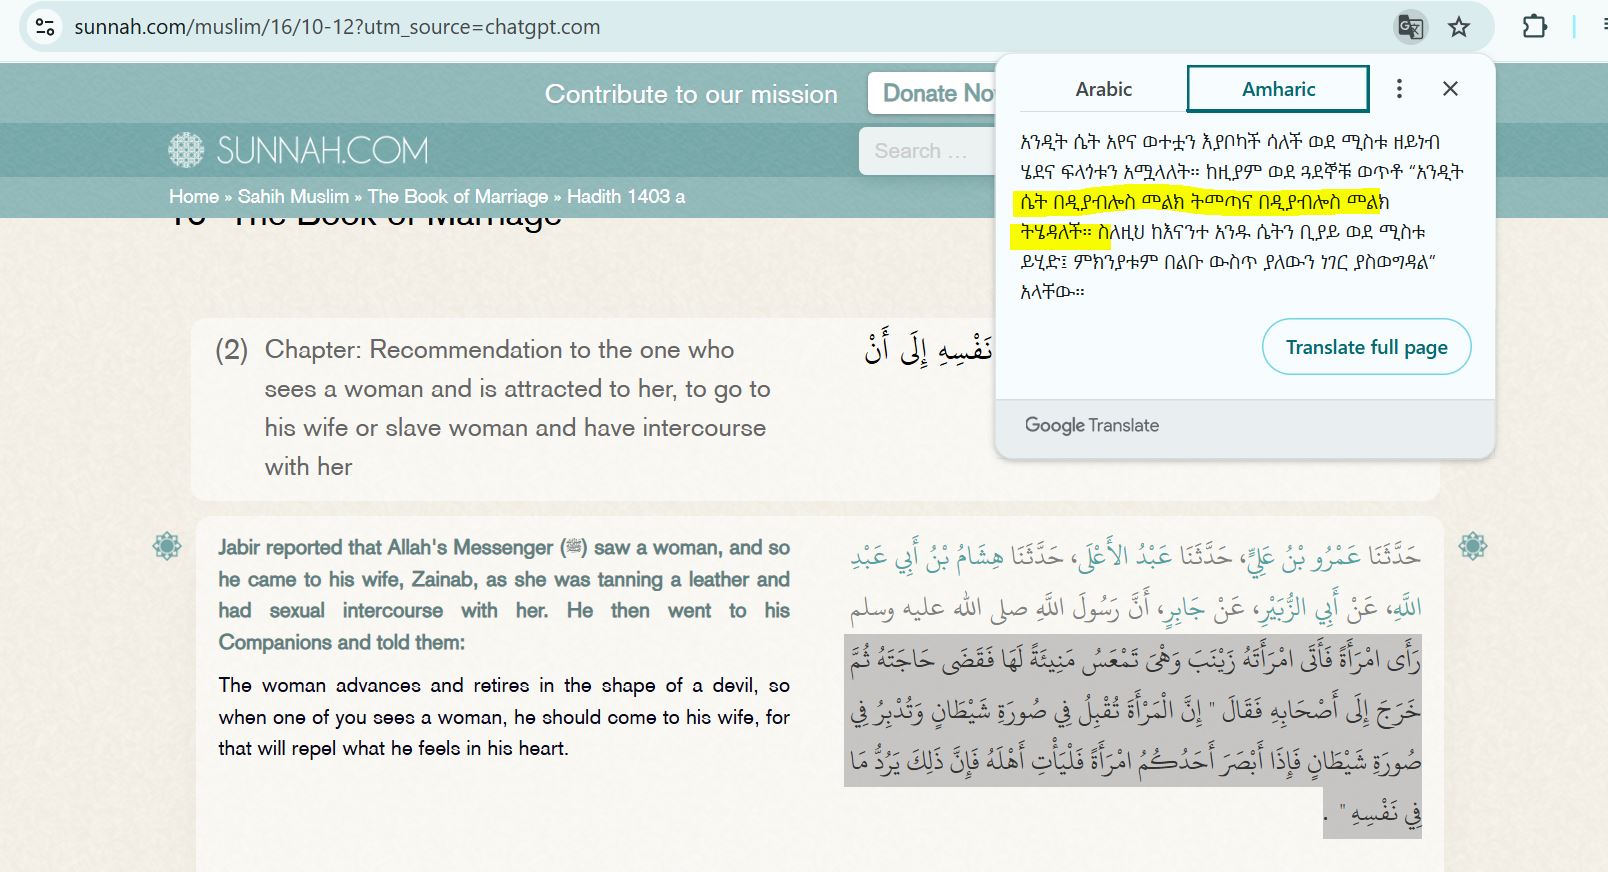 sunnah.com/muslim/16/10-12?utm_source=chatgpt.com
Contribute to our mission
Donate No
SUNNAH.COM
Search ...
Home » Sahih Muslim » The Book of Marriage » Hadith 1403 a
16 The Book of Marriage
Arabic
Amharic
አንዲት ሴት አየና ወተቷን እያቦካች ሳለች ወደ ሚስቱ ዘይነብ
ሄደና ፍላጎቱን አሟላለት። ከዚያም ወደ ጓደኞቹ ወጥቶ “አንዲት
ሴት በዲያብሎስ መልክ ትመጣና በዲያብሎስ መልክ
ትሄዳለች። ስለዚህ ከእናንተ አንዱ ሴትን ቢያይ ወደ ሚስቱ
ይሂድ፤ ምክንያቱም በልቡ ውስጥ ያለውን ነገር ያስወግዳል”
አላቸው።
Translate full page
Google Translate
(2) Chapter: Recommendation to the one who
sees a woman and is attracted to her, to go to
his wife or slave woman and have intercourse
with her
نَفْسِهِ إِلَى أَنْ
Jabir reported that Allah's Messenger (ﷺ) saw a woman, and so
he came to his wife, Zainab, as she was tanning a leather and
had sexual intercourse with her. He then went to his
Companions and told them:
The woman advances and retires in the shape of a devil, so
when one of you sees a woman, he should come to his wife, for
that will repel what he feels in his heart.
حَدَّثَنَا عَمْرُو بْنُ عَلِيٍّ، حَدَّثَنَا عَبْدُ الأَعْلَى، حَدَّثَنَا هِشَامُ بْنُ أَبِي عَبْدِ
اللَّهِ، عَنْ أَبِي الزُّبَيْرِ، عَنْ جَابِرٍ، أَنَّ رَسُولَ اللَّهِ صلى الله عليه وسلم
رَأَى امْرَأَةً فَأَتَى امْرَأَتَهُ زَيْنَبَ وَهْىَ تَمْعَسُ مَنِيئَةً لَهَا فَقَضَى حَاجَتَهُ ثُمَّ
خَرَجَ إِلَى أَصْحَابِهِ فَقَالَ " إِنَّ الْمَرْأَةَ تُقْبِلُ فِي صُورَةِ شَيْطَانٍ وَتُدْبِرُ فِي
صُورَةِ شَيْطَانٍ فَإِذَا أَبْصَرَ أَحَدُكُمُ امْرَأَةً فَلْيَأْتِ أَهْلَهُ فَإِنَّ ذَلِكَ يَرُدُّ مَا
فِي نَفْسِهِ " .